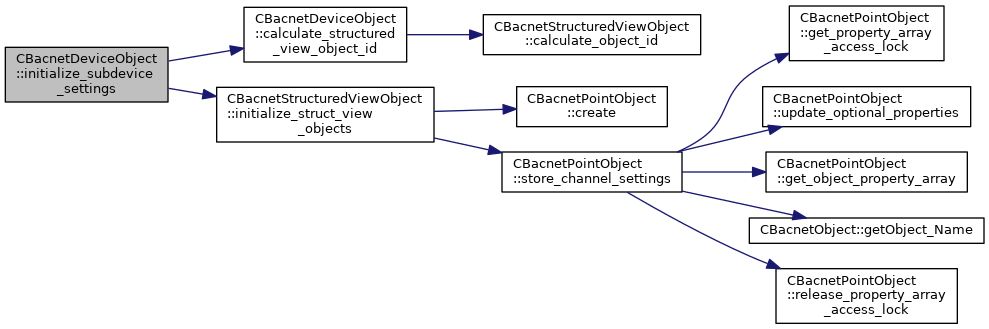 CBacnetDeviceObject
::initialize_subdevice
_settings
CBacnetDeviceObject
::calculate_structured
_view_object_id
CBacnetStructuredViewObject
::calculate_object_id
CBacnetStructuredViewObject
::initialize_struct_view
_objects
CBacnetPointObject
::create
CBacnetPointObject
::store_channel_settings
CBacnetPointObject
::get_property_array
_access_lock
CBacnetPointObject
::update_optional_properties
CBacnetPointObject
::get_object_property_array
CBacnetObject::getObject_Name
CBacnetPointObject
::release_property_array
_access_lock